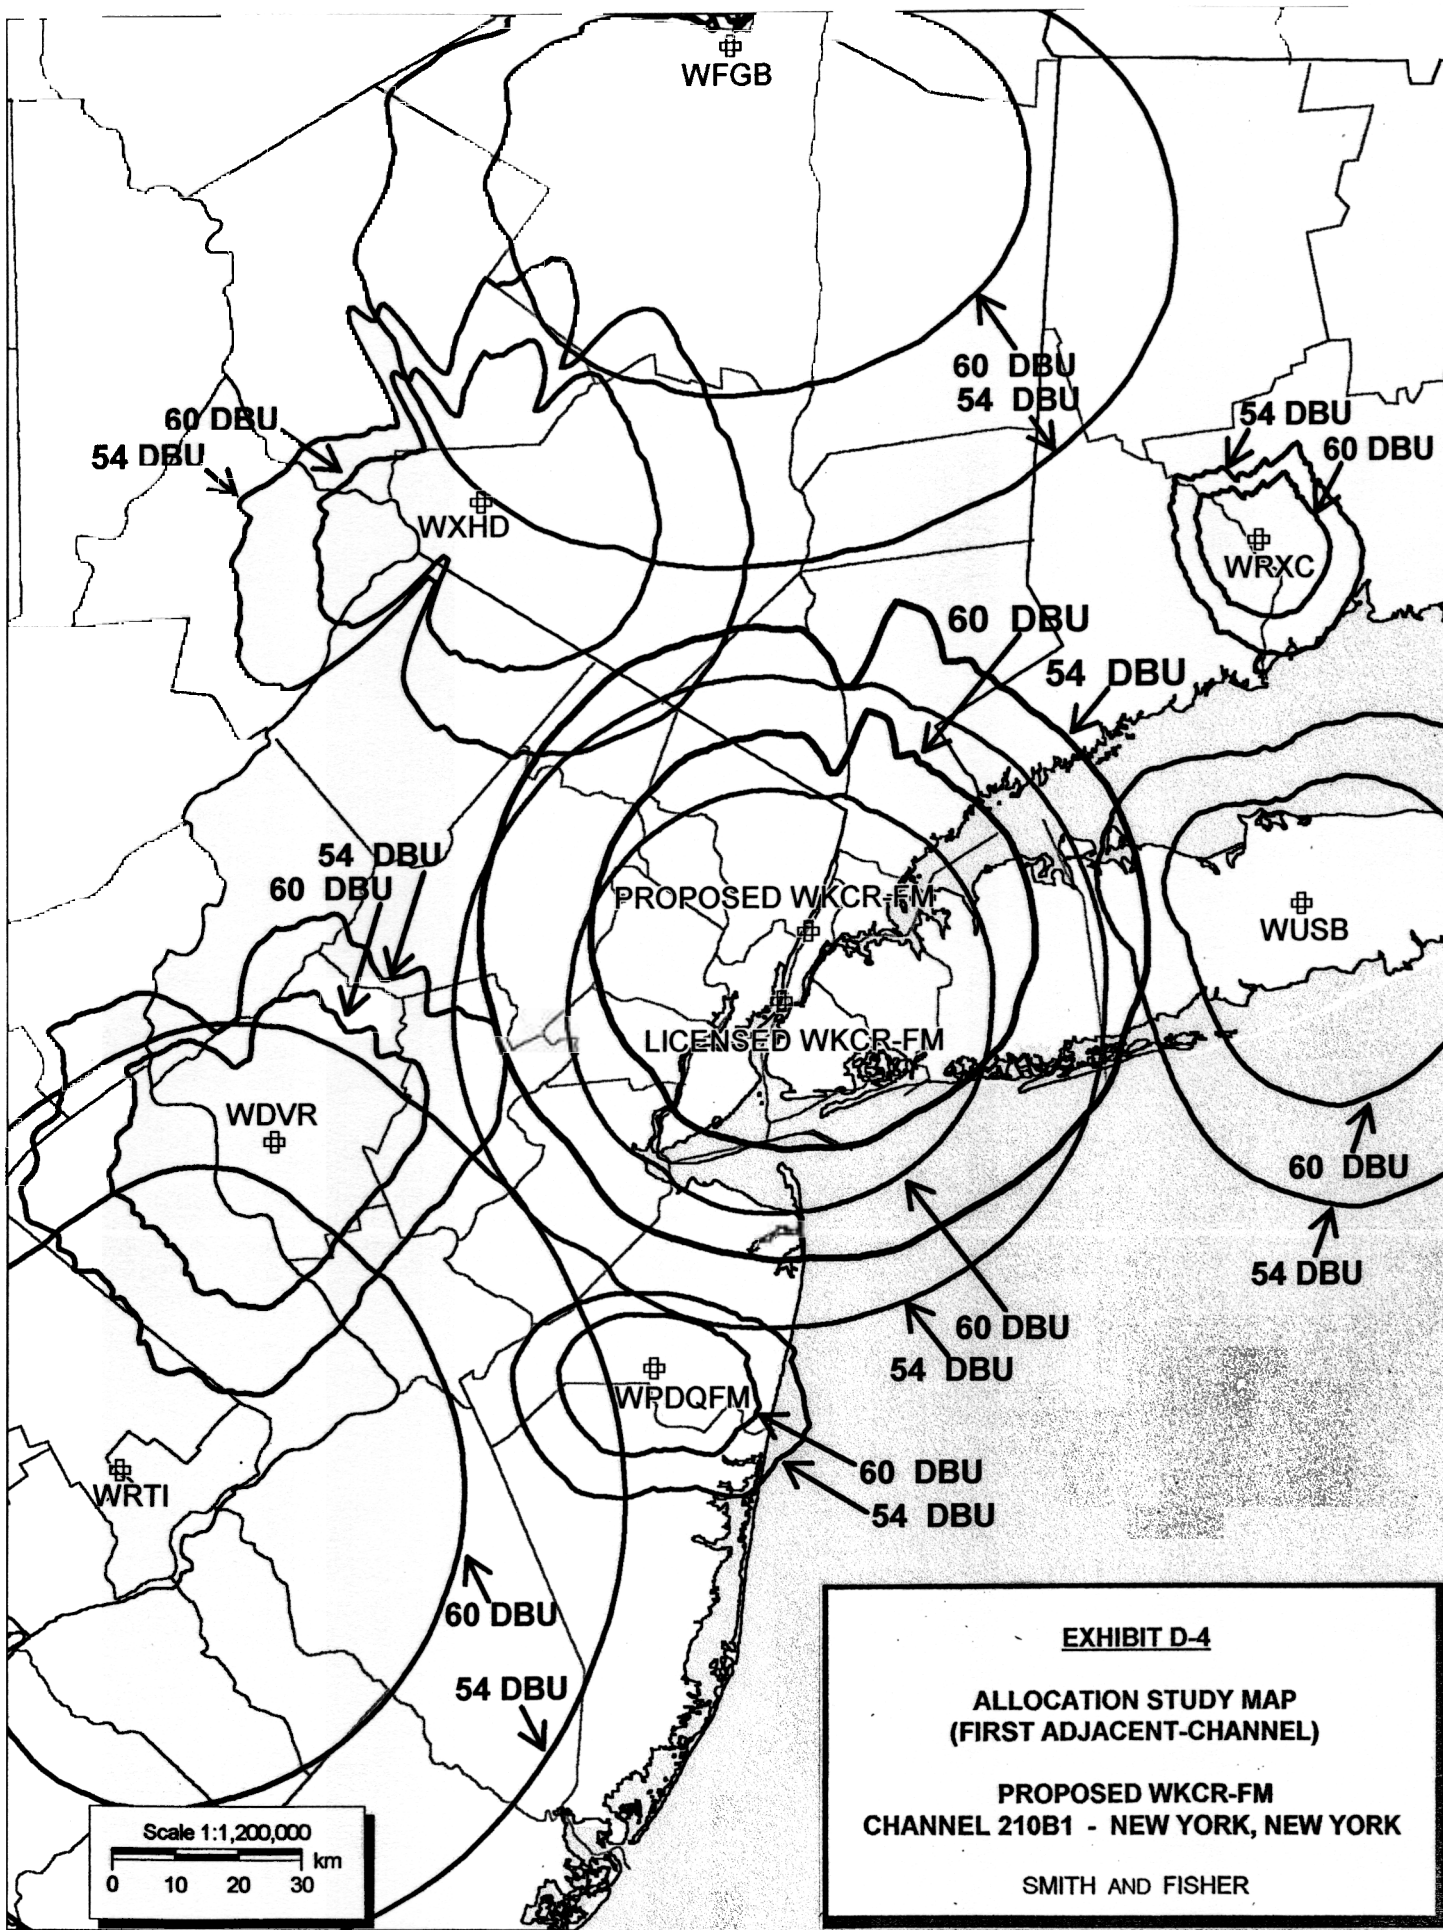 WFGB
60 DBU
54 DBU
60 DBU
54 DBU
54 DBU
60 DBU
WXHD
WRXC
60 DBU
54 DBU
54 DBU
60 DBU
PROPOSED WKCR-FM
WUSB
LICENSED WKCR-FM
WDVR
60 DBU
54 DBU
60 DBU
54 DBU
WPDQFM
60 DBU
54 DBU
WRTI
60 DBU
54 DBU
EXHIBIT D-4
ALLOCATION STUDY MAP
(FIRST ADJACENT-CHANNEL)
PROPOSED WKCR-FM
CHANNEL 210B1 - NEW YORK, NEW YORK
SMITH AND FISHER
Scale 1:1,200,000
km
0 10 20 30